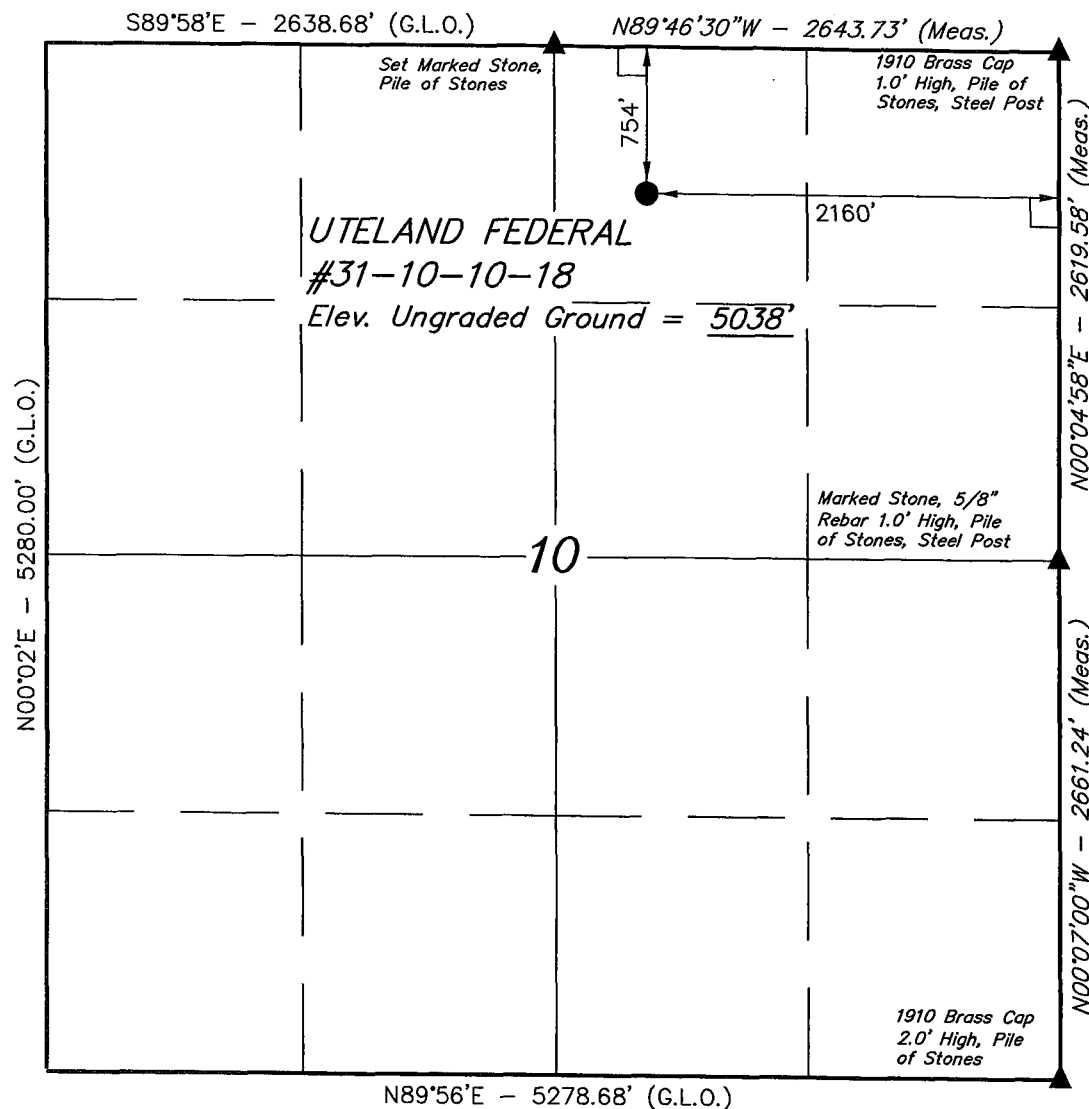 S89°58'E - 2638.68' (G.L.O.)
N89°46'30"W - 2643.73' (Meas.)
Set Marked Stone,
Pile of Stones
1910 Brass Cap
1.0' High, Pile of
Stones, Steel Post
754'
2160'
N00°04'58"E - 2619.58' (Meas.)
UTELAND FEDERAL
#31-10-10-18
Elev. Ungraded Ground = 5038'
N00°02'E - 5280.00' (G.L.O.)
Marked Stone, 5/8"
Rebar 1.0' High, Pile
of Stones, Steel Post
10
N00°07'00"W - 2661.24' (Meas.)
1910 Brass Cap
2.0' High, Pile
of Stones
N89°56'E - 5278.68' (G.L.O.)